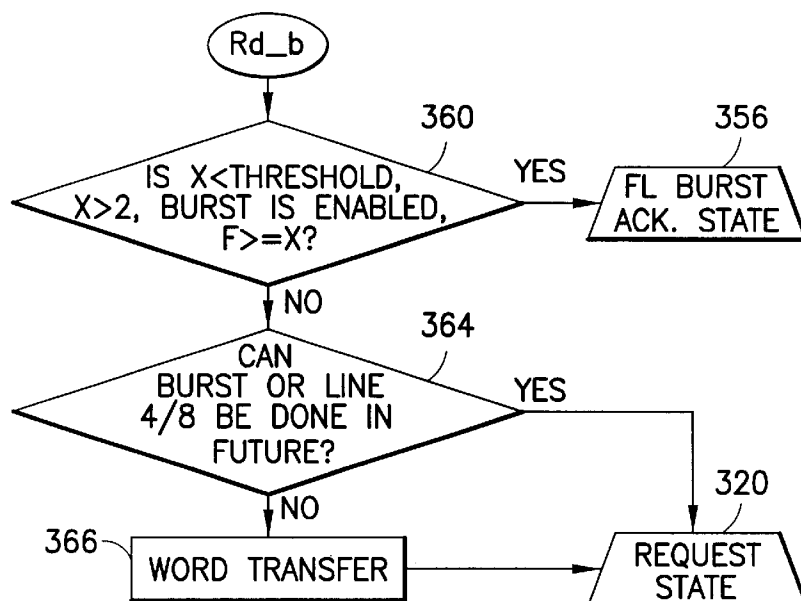 Rd_b
360
IS X<THRESHOLD,
X>2, BURST IS ENABLED,
F>=X?
YES
356
FL BURST
ACK. STATE
NO
364
CAN
BURST OR LINE
4/8 BE DONE IN
FUTURE?
YES
NO
366
WORD TRANSFER
320
REQUEST
STATE